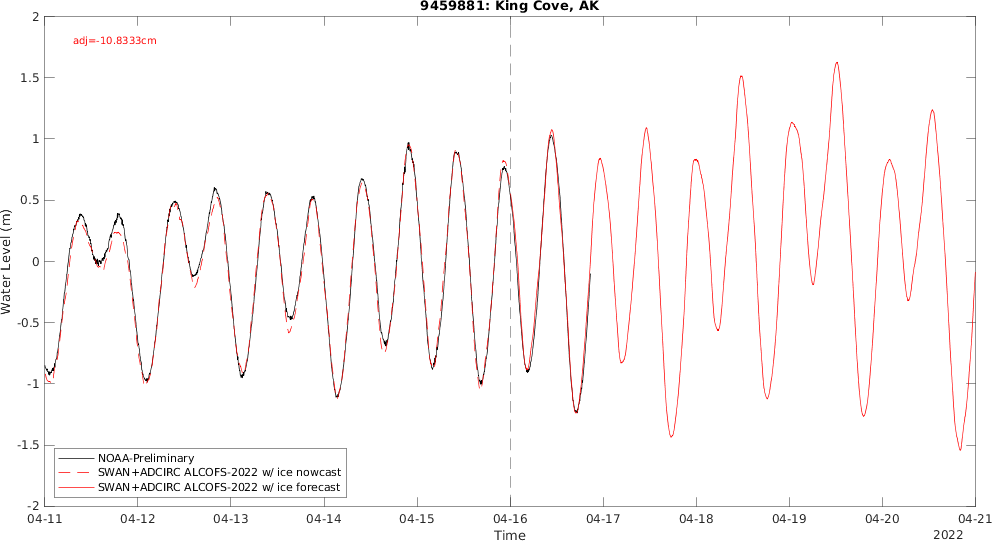 9459881: King Cove, AK
adj=-10.8333cm
Water Level (m)
2
1.5
1
0.5
0
-0.5
-1
-1.5
-2
NOAA-Preliminary
SWAN+ADCIRC ALCOFS-2022 w/ ice nowcast
SWAN+ADCIRC ALCOFS-2022 w/ ice forecast
04-11 04-12 04-13 04-14 04-15 04-16 04-17 04-18 04-19 04-20 04-21
Time
2022